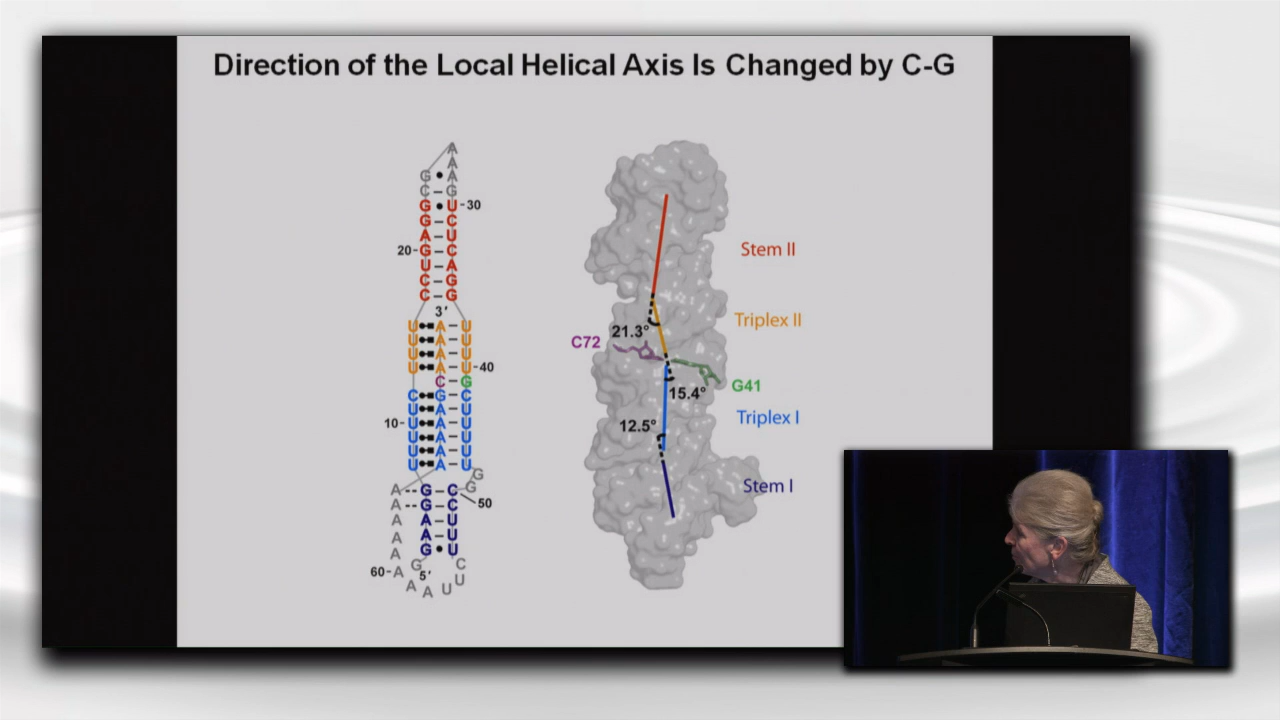 Direction of the Local Helical Axis Is Changed by C-G
A
A
G • A
C – G
G • U -30
G – C
A – U
20- G – C
U – A
C – G
C – G
3'
U A – U
U A – U
U A – U
U A – U -40
C G
C G – C
U A – U
10- U A – U
U A – U
U A – U
U A – U
G
G
A -- G – C
A -- G – C 50
A A – U
A A – U
A G • U
60- A G 5' C
A A U U
Stem II
Triplex II
21.3°
C72
G41
15.4°
Triplex I
12.5°
Stem I